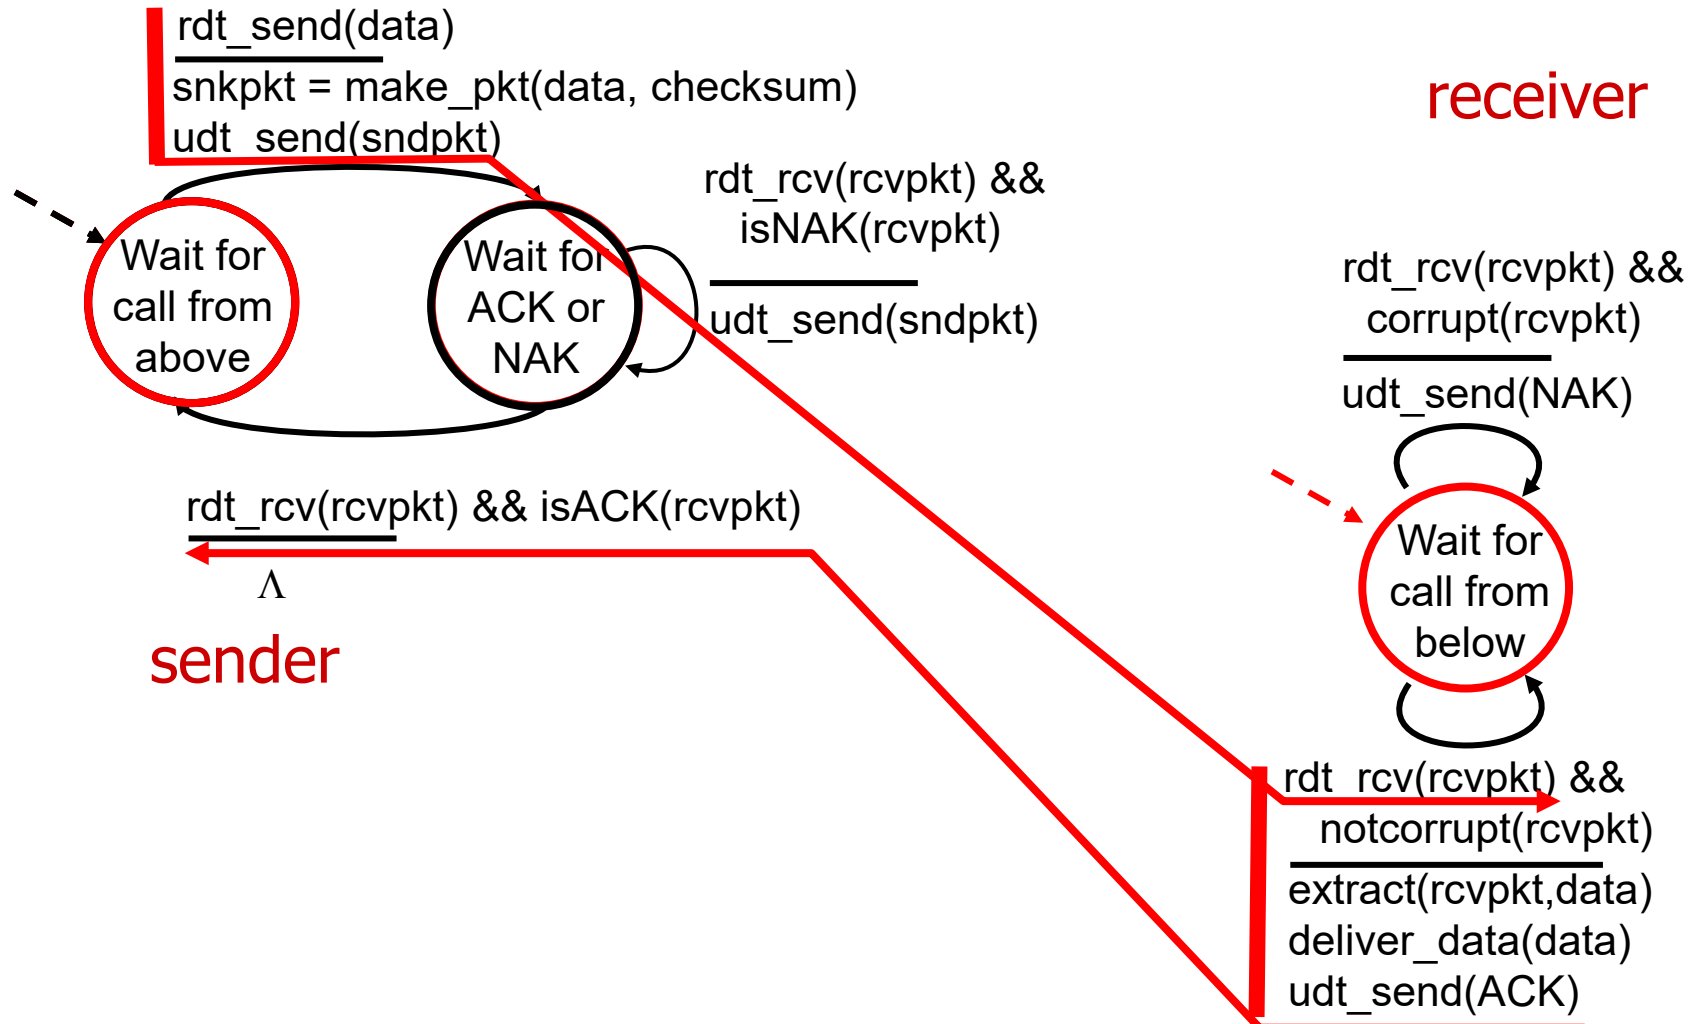 rdt_send(data)
snkpkt = make_pkt(data, checksum)
udt_send(sndpkt)
receiver
rdt_rcv(rcvpkt) &&
isNAK(rcvpkt)
udt_send(sndpkt)
Wait for
call from
above
Wait for
ACK or
NAK
rdt_rcv(rcvpkt) &&
corrupt(rcvpkt)
udt_send(NAK)
rdt_rcv(rcvpkt) && isACK(rcvpkt)
Λ
sender
Wait for
call from
below
rdt_rcv(rcvpkt) &&
notcorrupt(rcvpkt)
extract(rcvpkt,data)
deliver_data(data)
udt_send(ACK)